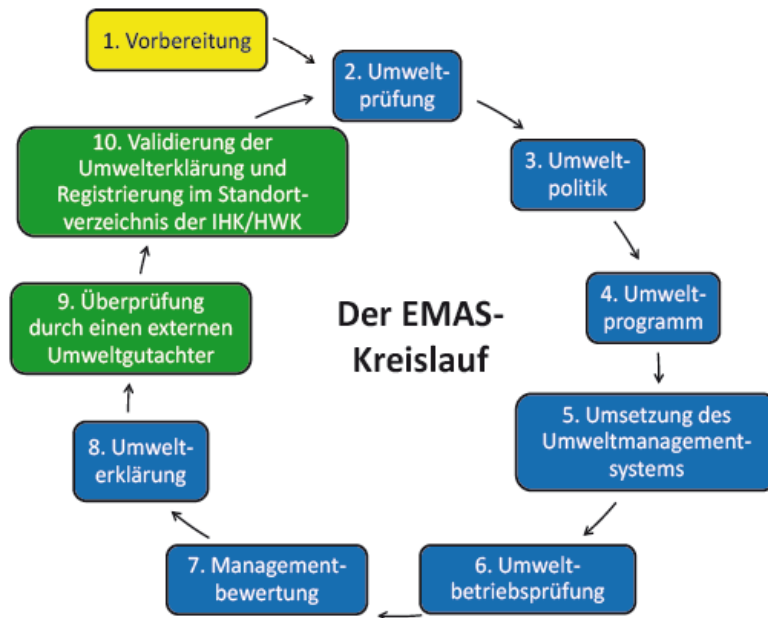 1. Vorbereitung
2. Umwelt-
prüfung
3. Umwelt-
politik
4. Umwelt-
programm
5. Umsetzung des
Umweltmanagement-
systems
6. Umwelt-
betriebsprüfung
7. Management-
bewertung
8. Umwelt-
erklärung
9. Überprüfung
durch einen externen
Umweltgutachter
10. Validierung der
Umwelterklärung und
Registrierung im Standort-
verzeichnis der IHK/HWK
Der EMAS-
Kreislauf